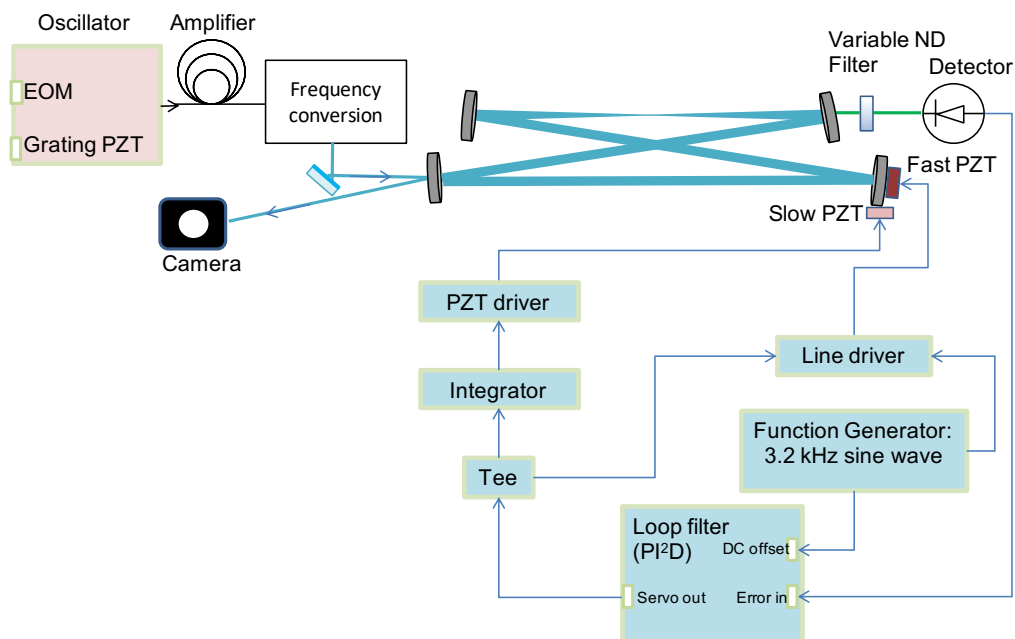 Oscillator
Amplifier
EOM
Grating PZT
Frequency
conversion
Variable ND
Filter
Detector
Fast PZT
Slow PZT
Camera
PZT driver
Line driver
Integrator
Function Generator:
3.2 kHz sine wave
Tee
Loop filter
(PI²D)
DC offset
Servo out
Error in